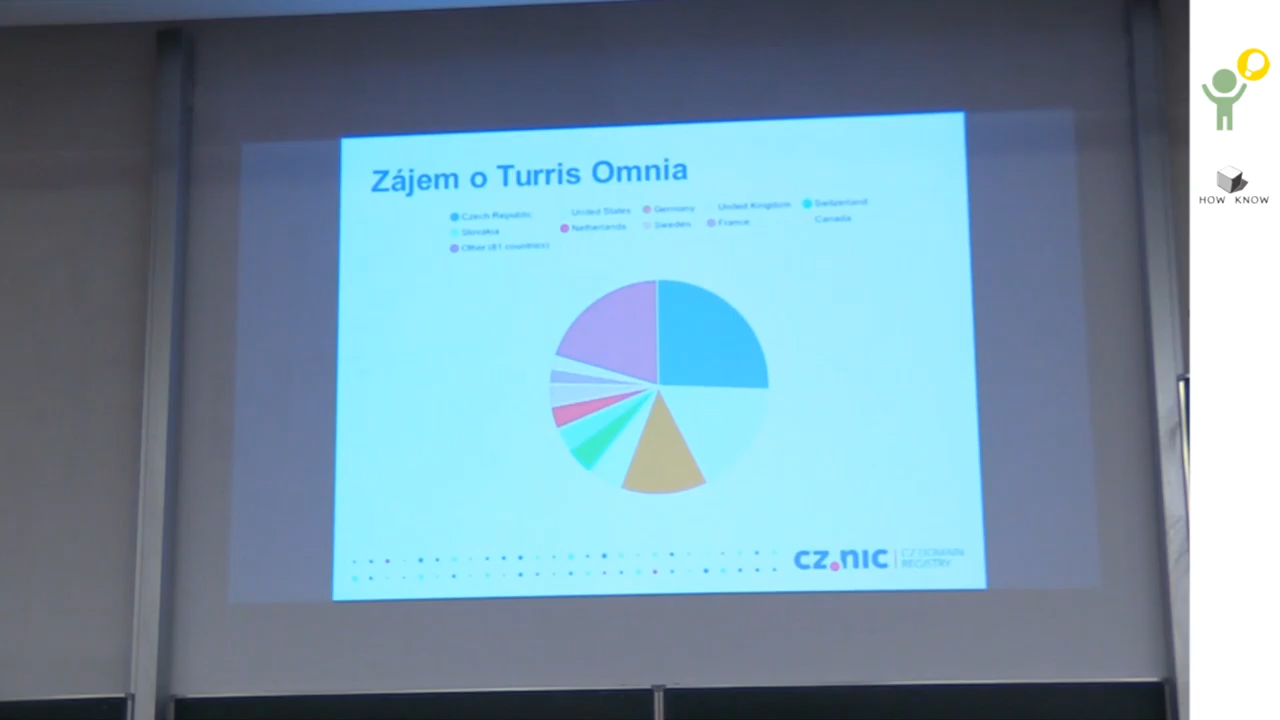 Zájem o Turris Omnia
Czech Republic United States Germany United Kingdom Switzerland
Slovakia Netherlands Sweden France Canada
Other (81 countries)
CZ.NIC CZ DOMAIN
REGISTRY
HOW KNOW